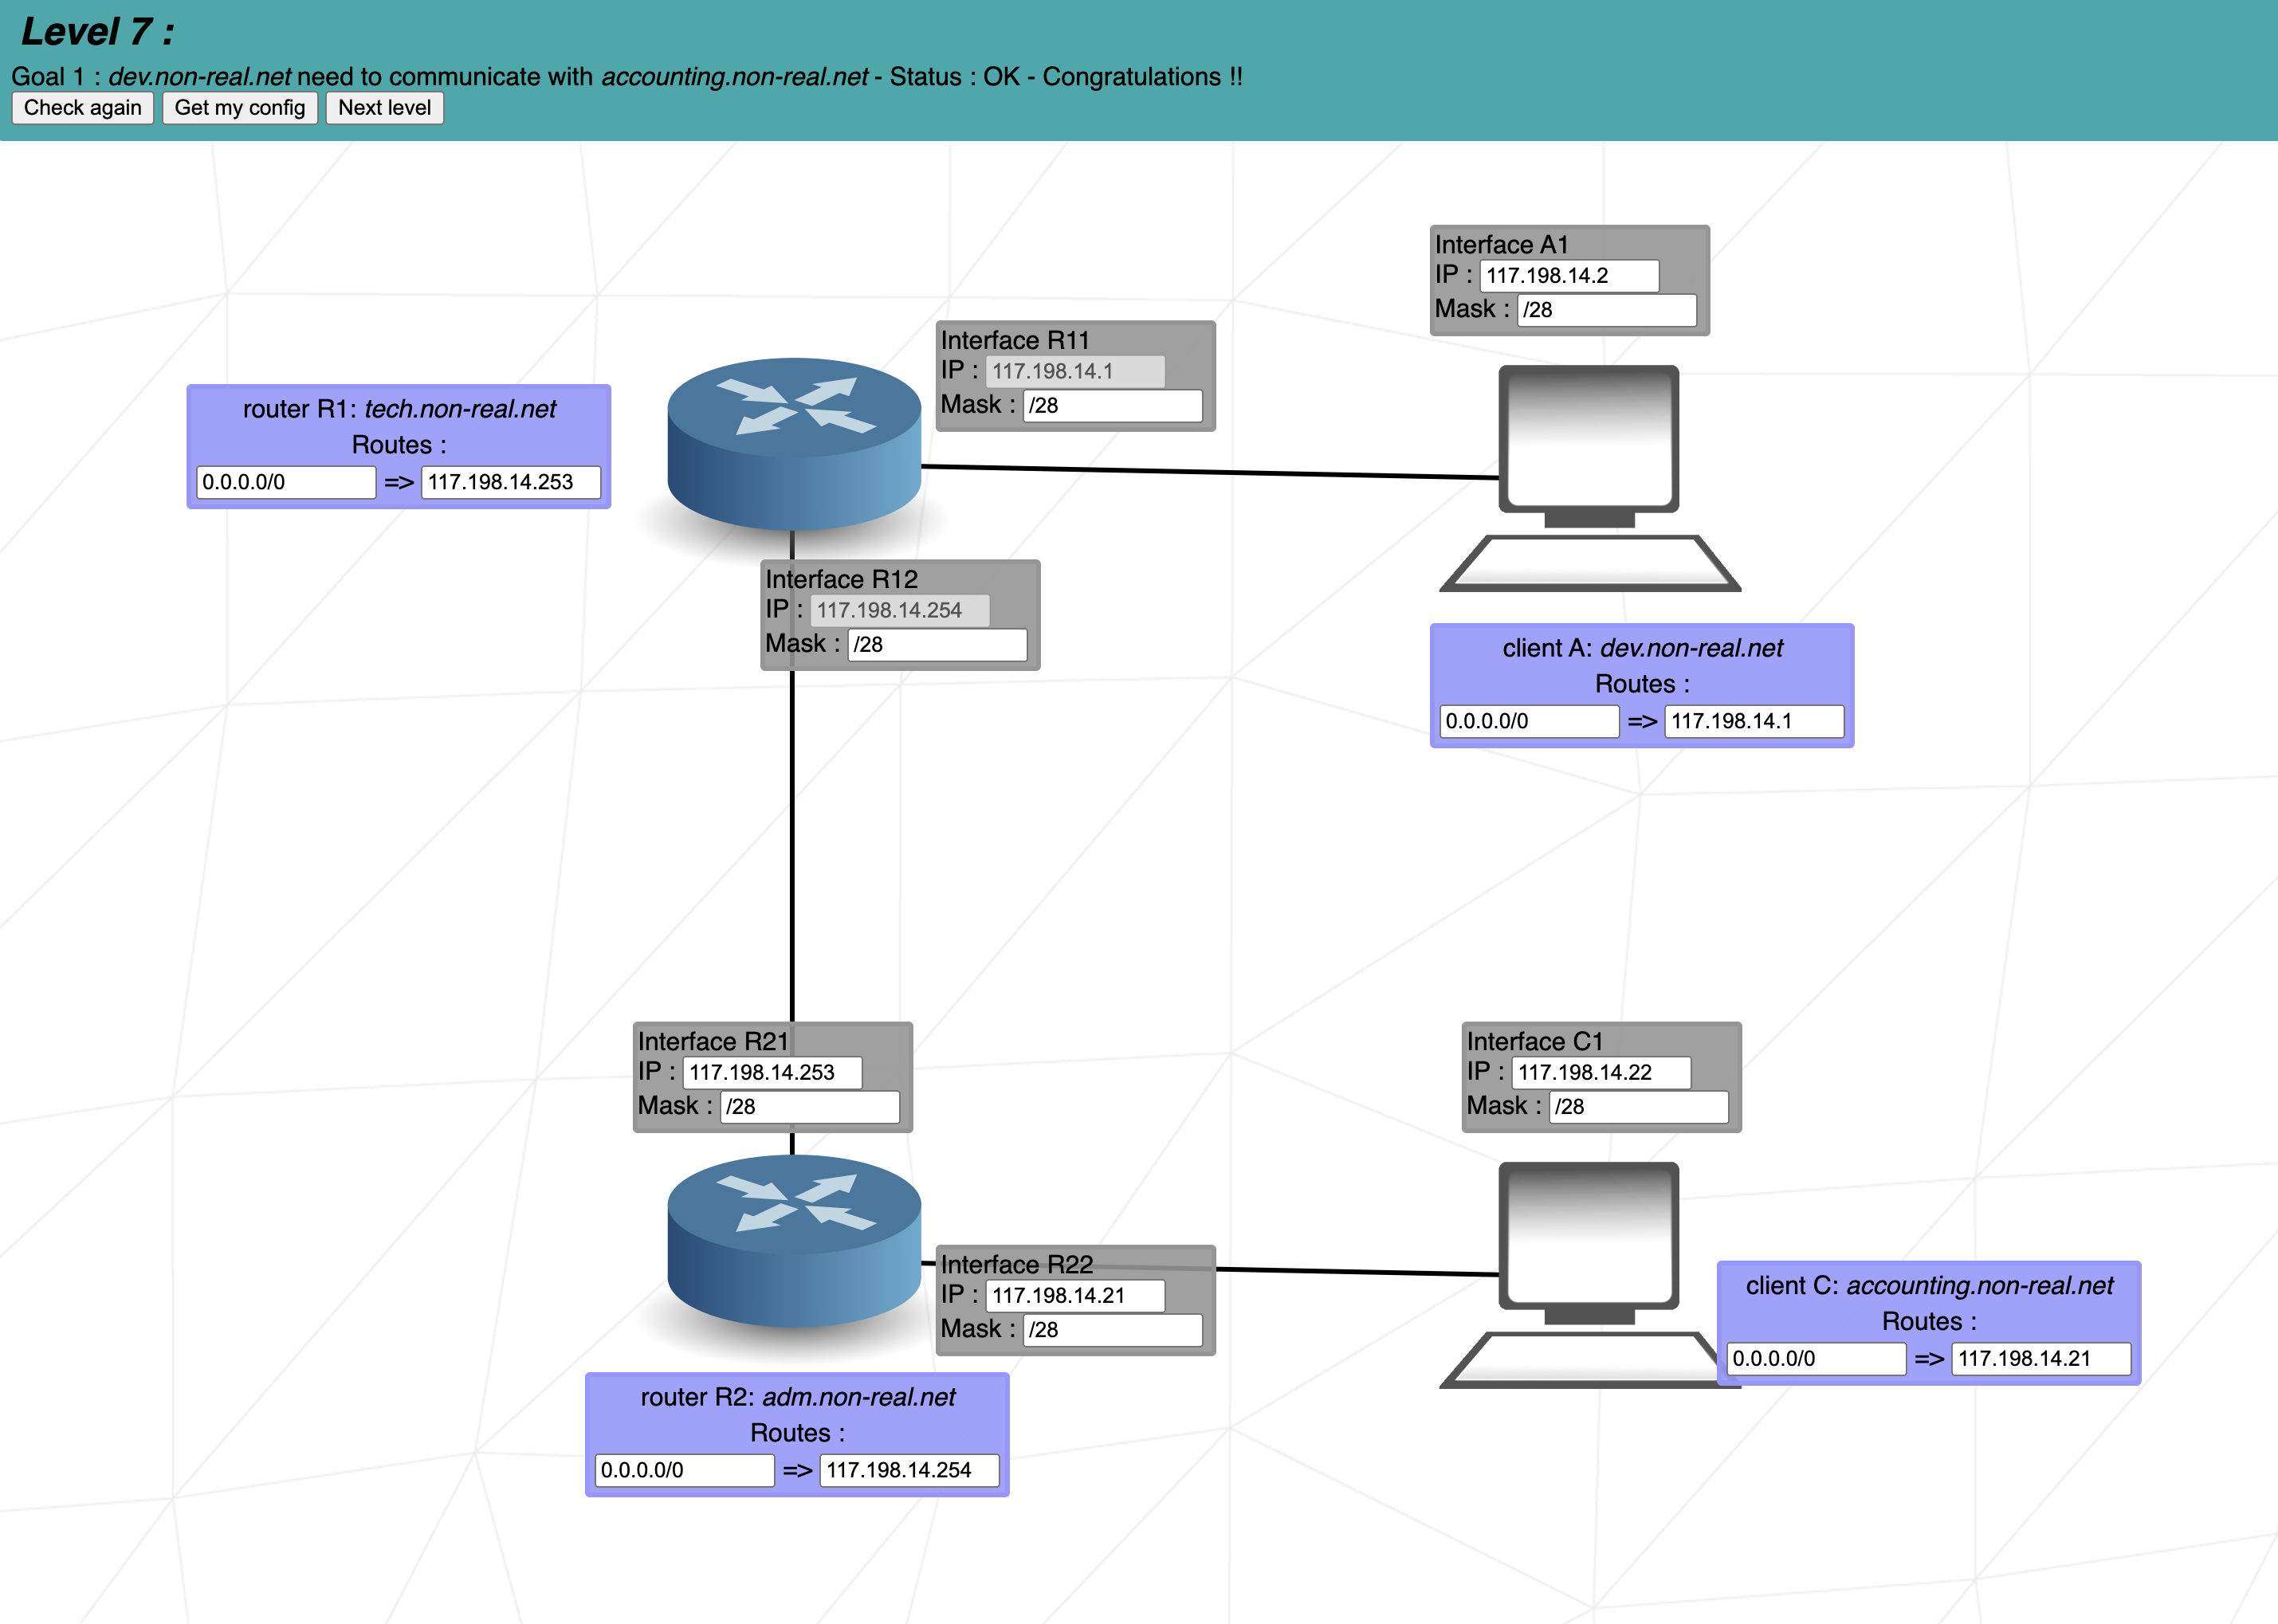 Level 7 :
Goal 1 : dev.non-real.net need to communicate with accounting.non-real.net - Status : OK - Congratulations !!
Check again Get my config Next level
Interface A1
IP : 117.198.14.2
Mask : /28
Interface R11
IP : 117.198.14.1
Mask : /28
router R1: tech.non-real.net
Routes :
0.0.0.0/0 => 117.198.14.253
Interface R12
IP : 117.198.14.254
Mask : /28
client A: dev.non-real.net
Routes :
0.0.0.0/0 => 117.198.14.1
Interface R21
IP : 117.198.14.253
Mask : /28
Interface C1
IP : 117.198.14.22
Mask : /28
Interface R22
IP : 117.198.14.21
Mask : /28
client C: accounting.non-real.net
Routes :
0.0.0.0/0 => 117.198.14.21
router R2: adm.non-real.net
Routes :
0.0.0.0/0 => 117.198.14.254